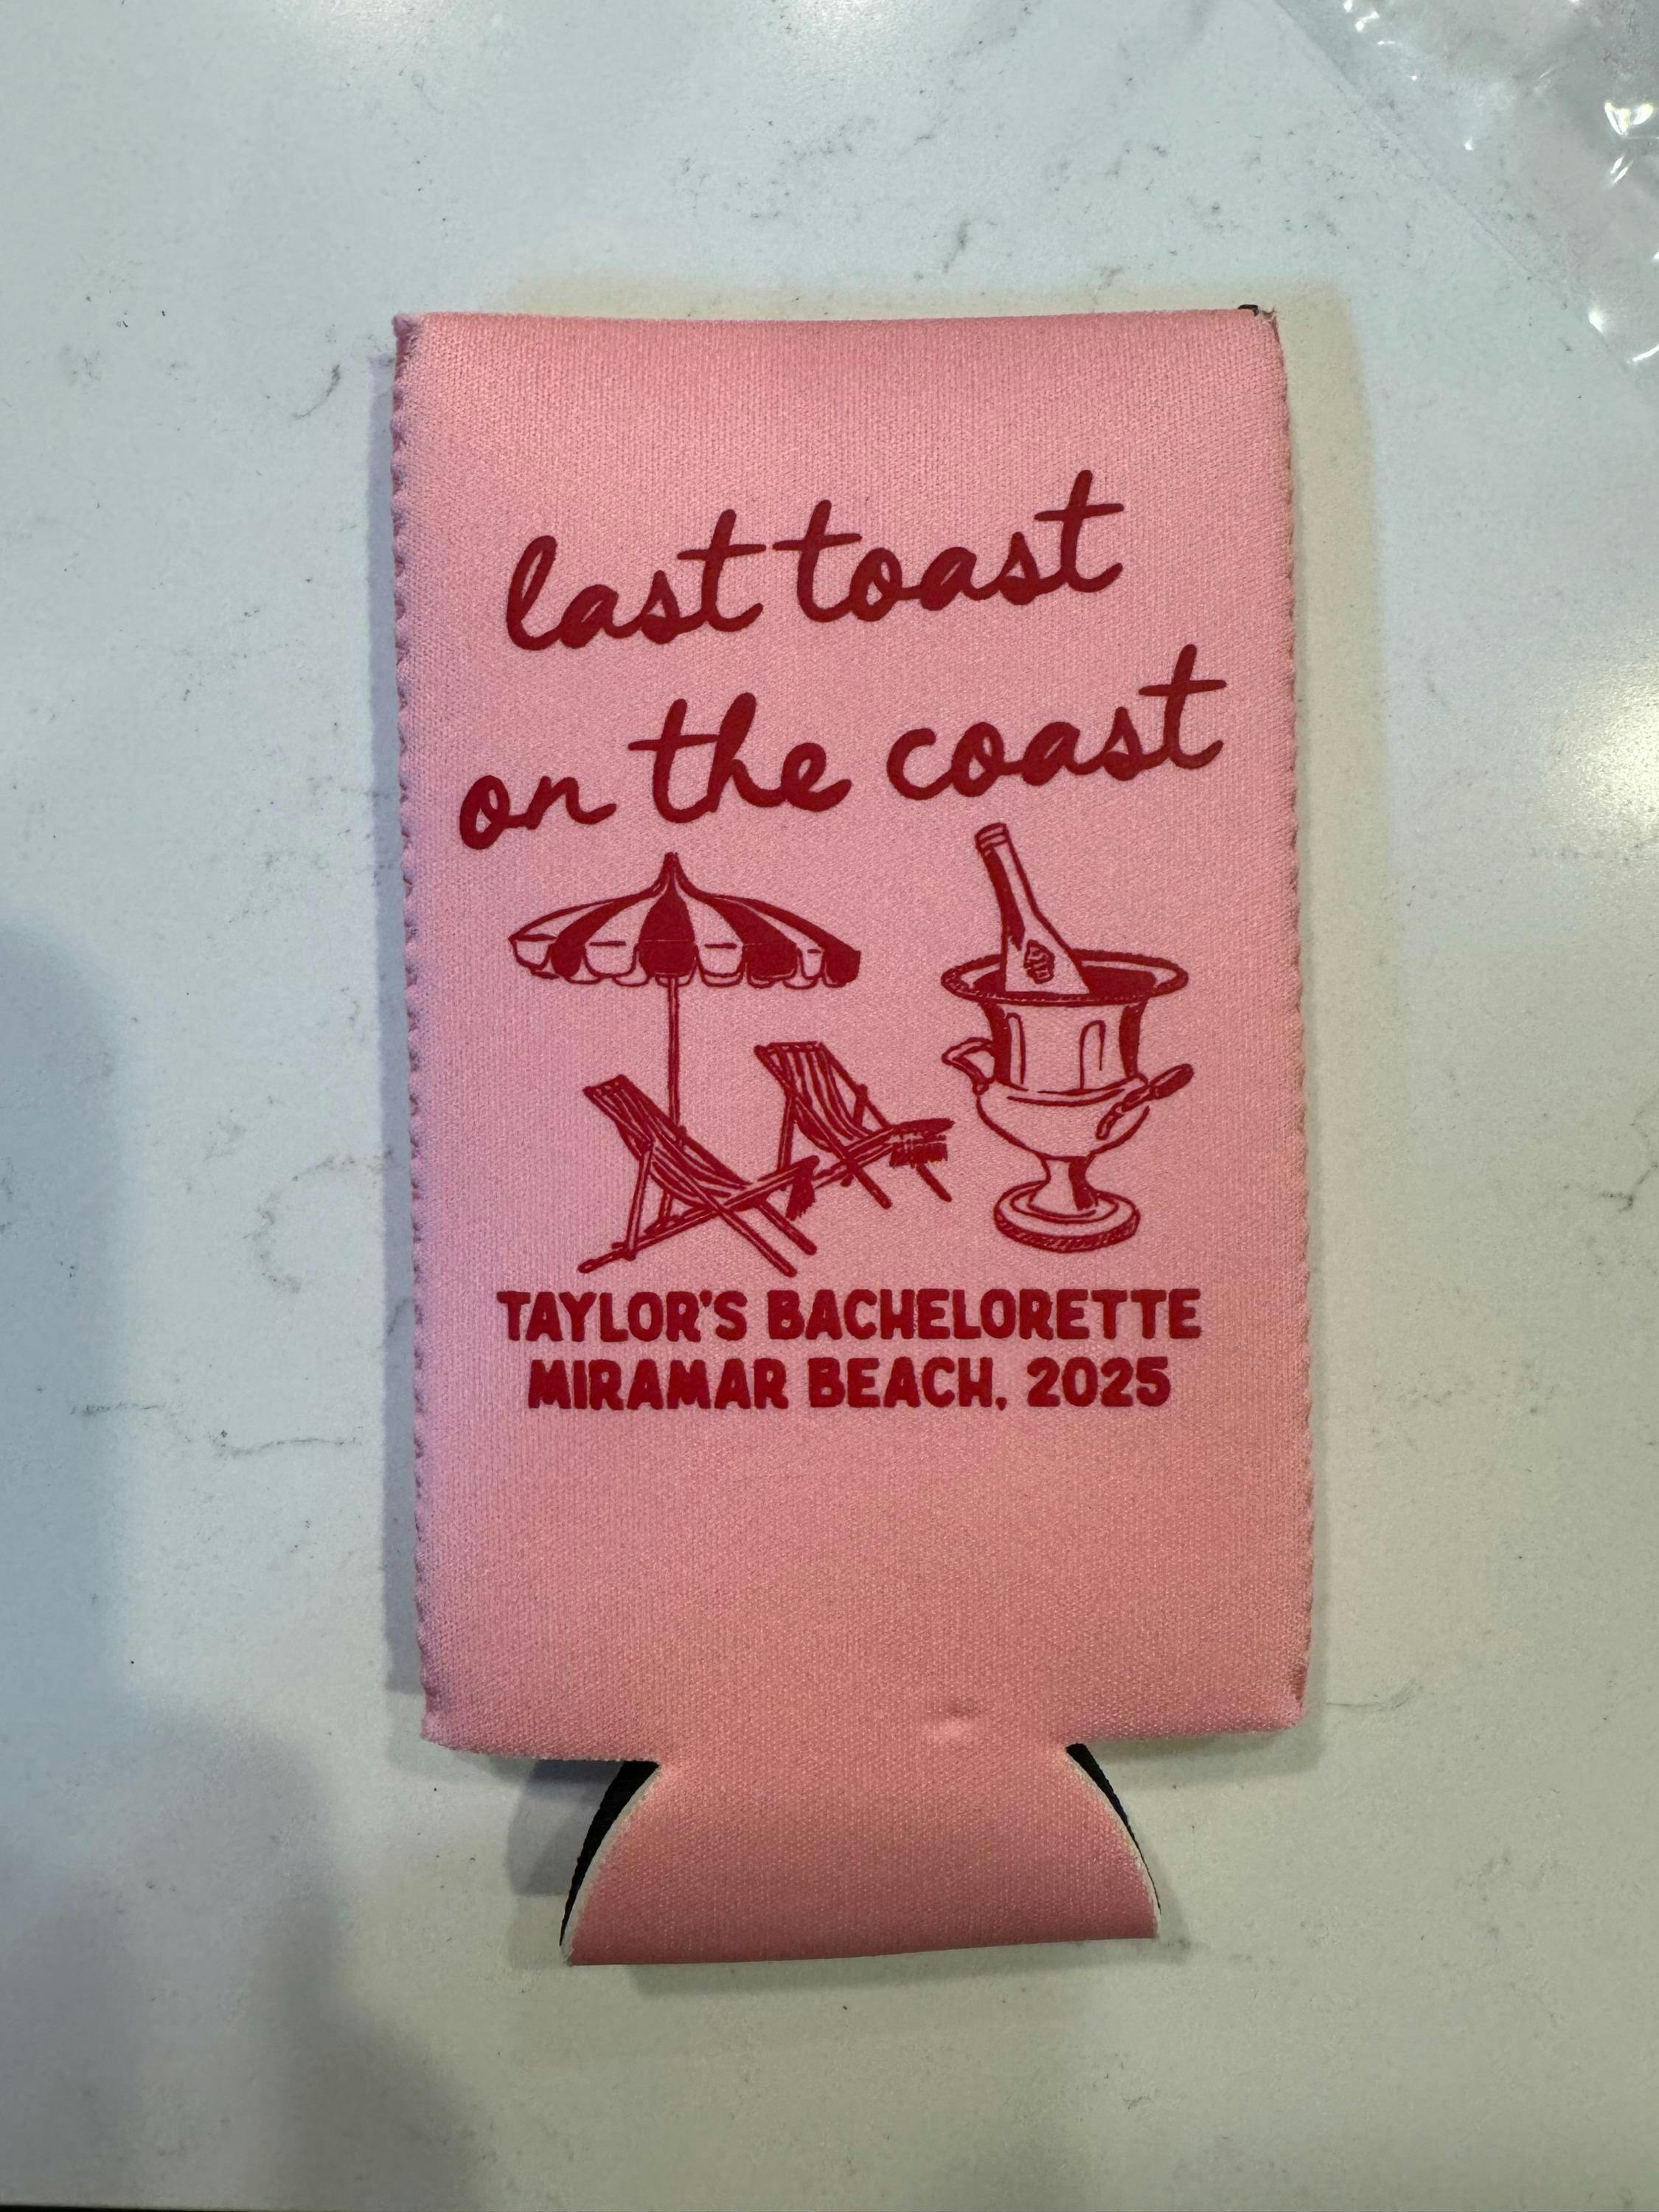 last toast
on the coast
TAYLOR'S BACHELORETTE
MIRAMAR BEACH, 2025